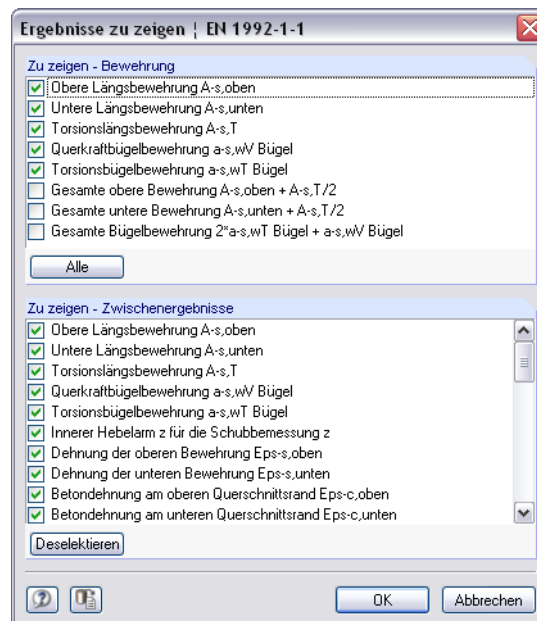 Ergebnisse zu zeigen ¦ EN 1992-1-1
Zu zeigen - Bewehrung
Obere Längsbewehrung A-s,oben
Untere Längsbewehrung A-s,unten
Torsionslängsbewehrung A-s,T
Querkraftbügelbewehrung a-s,wV Bügel
Torsionsbügelbewehrung a-s,wT Bügel
Gesamte obere Bewehrung A-s,oben + A-s,T/2
Gesamte untere Bewehrung A-s,unten + A-s,T/2
Gesamte Bügelbewehrung 2*a-s,wT Bügel + a-s,wV Bügel
Alle
Zu zeigen - Zwischenergebnisse
Obere Längsbewehrung A-s,oben
Untere Längsbewehrung A-s,unten
Torsionslängsbewehrung A-s,T
Querkraftbügelbewehrung a-s,wV Bügel
Torsionsbügelbewehrung a-s,wT Bügel
Innerer Hebelarm z für die Schubbemessung z
Dehnung der oberen Bewehrung Eps-s,oben
Dehnung der unteren Bewehrung Eps-s,unten
Betondehnung am oberen Querschnittsrand Eps-c,oben
Betondehnung am unteren Querschnittsrand Eps-c,unten
Deselektieren
OK Abbrechen